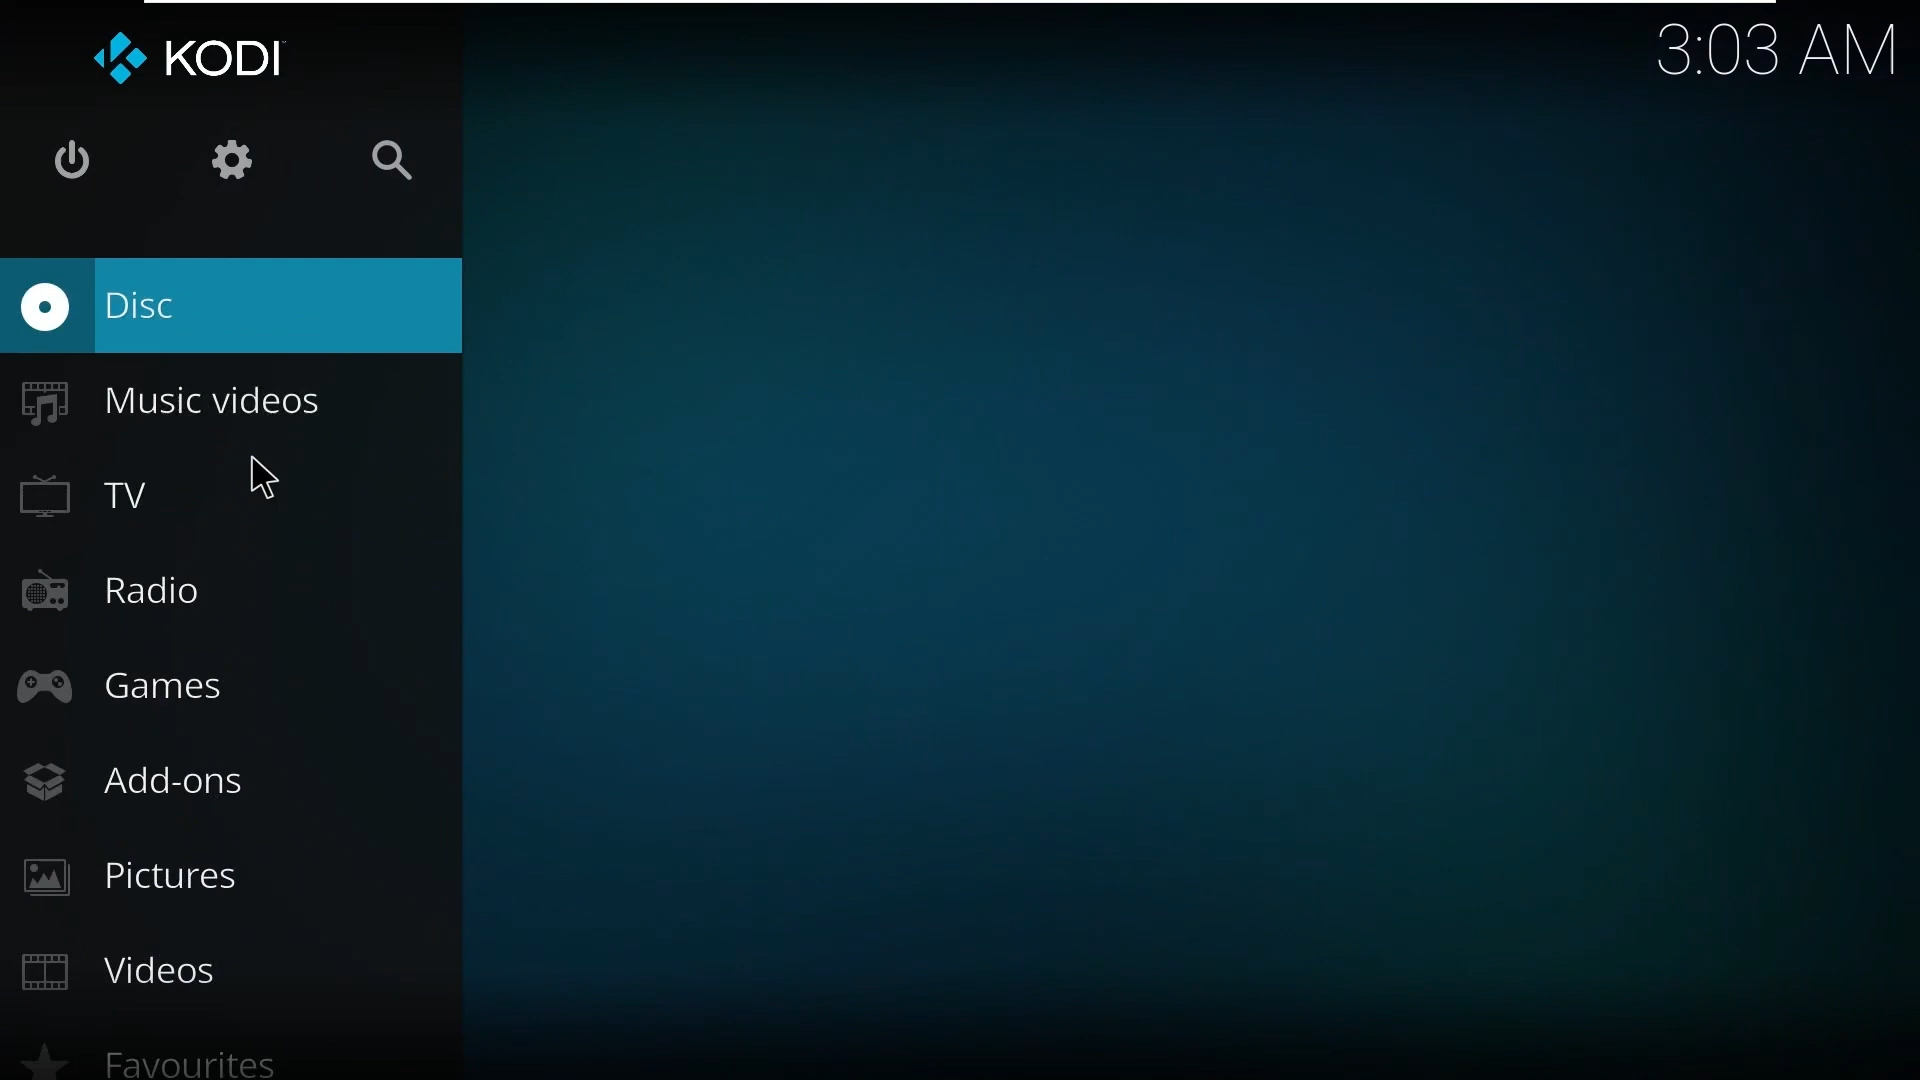 KODI
3:03 AM
Disc
Music videos
TV
Radio
Games
Add-ons
Pictures
Videos
Favourites